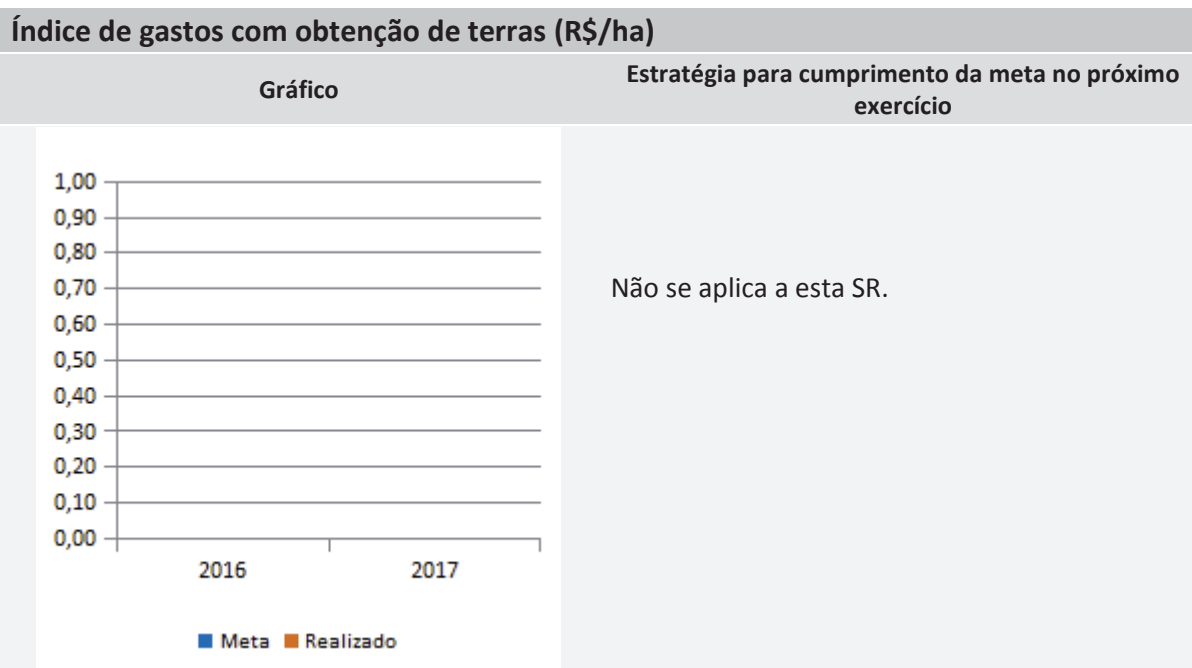 Índice de gastos com obtenção de terras (R$/ha)
Gráfico
Estratégia para cumprimento da meta no próximo
exercício
1,00
0,90
0,80
0,70
0,60
0,50
0,40
0,30
0,20
0,10
0,00
2016 2017
Meta Realizado
Não se aplica a esta SR.